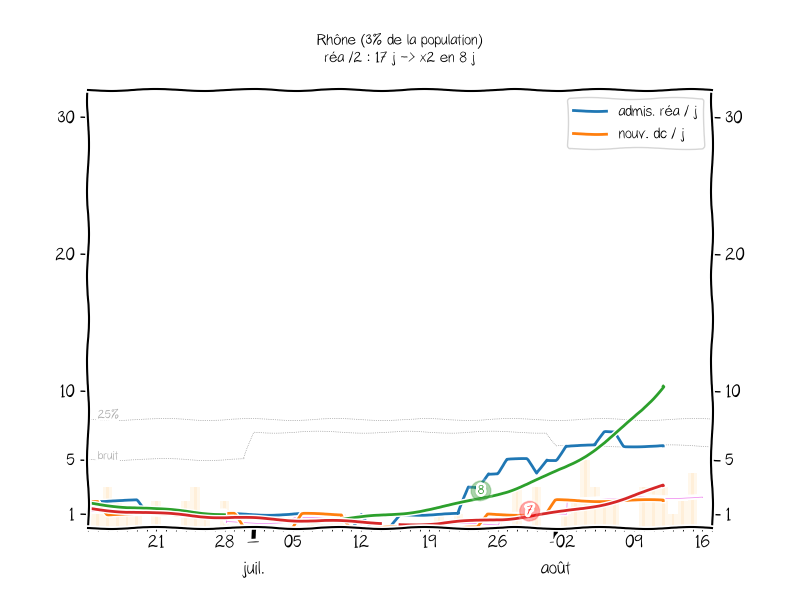 Rhône (3% de la population)
réa /2 : 17 j -> x2 en 8 j
admis. réa / j
nouv. dc / j
30
30
20
20
10
10
25%
bruit
5
5
8
7
1
1
21 28 05 12 19 26 02 09 16
juil. août